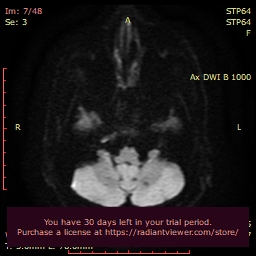 Im: 7/48
Se: 3
A
STP64
STP64
F
Ax DWI B 1000
R
L
You have 30 days left in your trial period.
Purchase a license at https://radiantviewer.com/store/